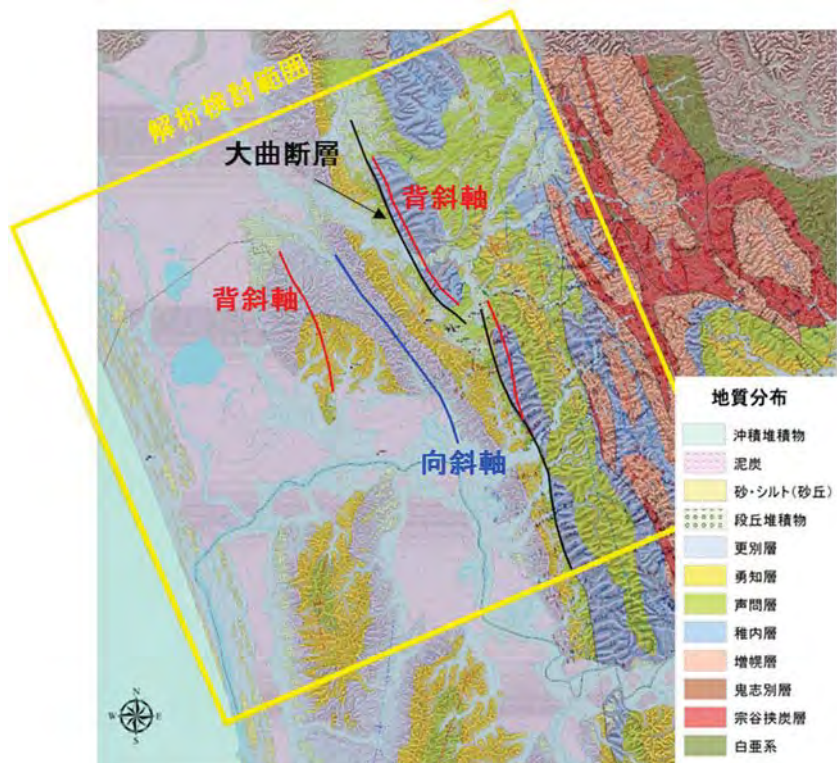 解析検討範囲
大曲断層
背斜軸
背斜軸
向斜軸
地質分布
沖積堆積物
泥炭
砂・シルト(砂丘)
段丘堆積物
更別層
勇知層
声問層
稚内層
増幌層
鬼志別層
宗谷挟炭層
白亜系
N
W
E
S